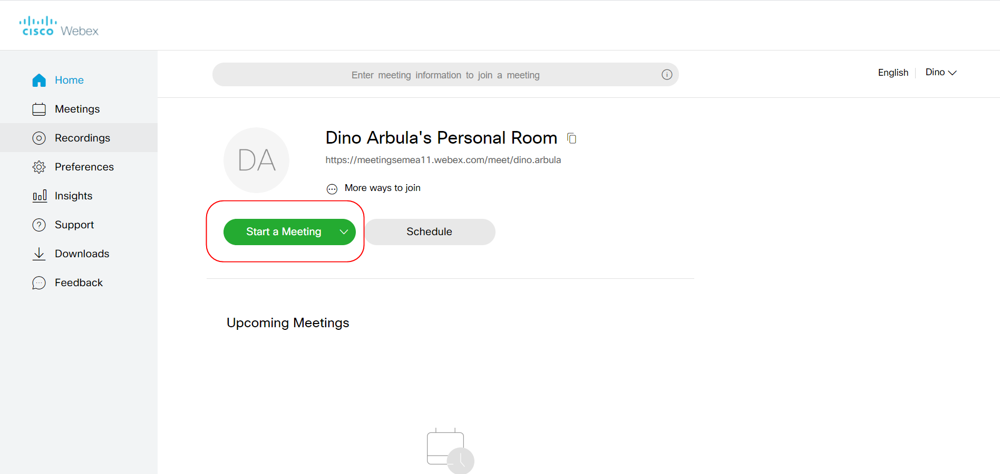 cisco Webex
Home
Meetings
Recordings
Preferences
Insights
Support
Downloads
Feedback
Enter meeting information to join a meeting
English
Dino
DA
Dino Arbula's Personal Room
https://meetingsemea11.webex.com/meet/dino.arbula
More ways to join
Start a Meeting
Schedule
Upcoming Meetings